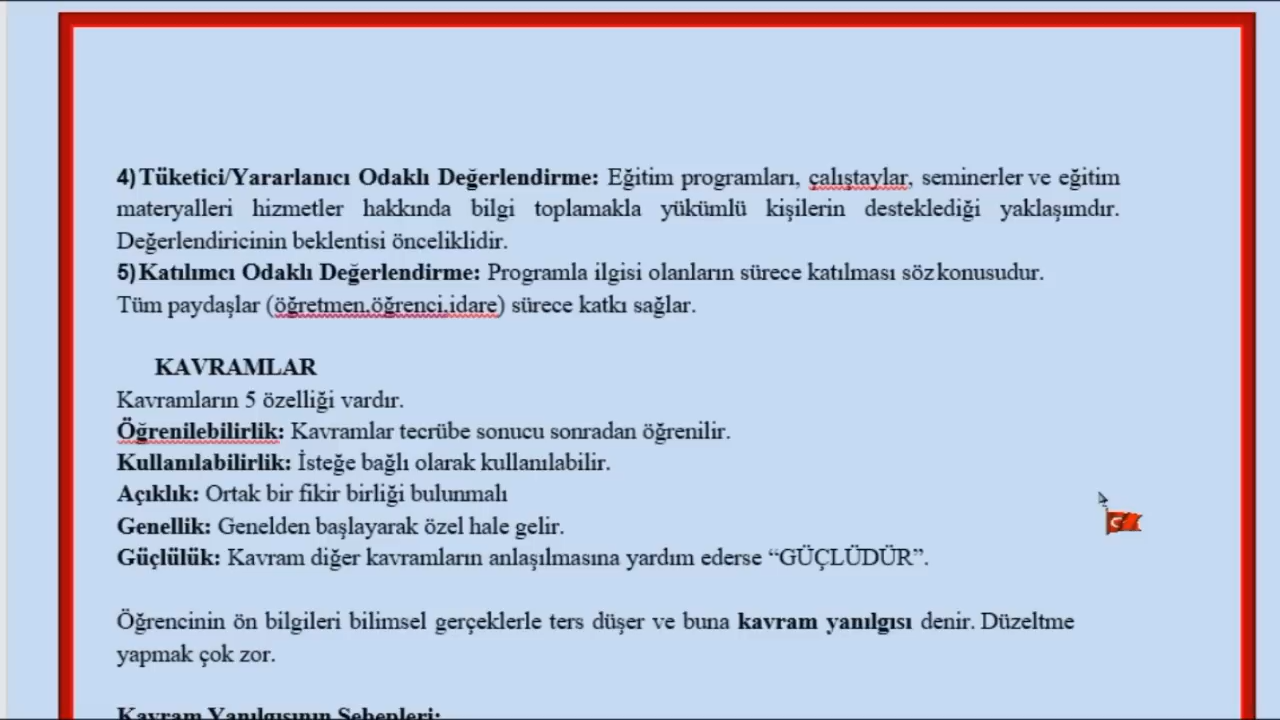 4)Tüketici/Yararlanıcı Odaklı Değerlendirme: Eğitim programları, çalıştaylar, seminerler ve eğitim
materyalleri hizmetler hakkında bilgi toplamakla yükümlü kişilerin desteklediği yaklaşımdır.
Değerlendiricinin beklentisi önceliklidir.
5)Katılımcı Odaklı Değerlendirme: Programla ilgisi olanların sürece katılması söz konusudur.
Tüm paydaşlar (öğretmen,öğrenci,idare) sürece katkı sağlar.
KAVRAMLAR
Kavramların 5 özelliği vardır.
Öğrenilebilirlik: Kavramlar tecrübe sonucu sonradan öğrenilir.
Kullanılabilirlik: İsteğe bağlı olarak kullanılabilir.
Açıklık: Ortak bir fikir birliği bulunmalı
Genellik: Genelden başlayarak özel hale gelir.
Güçlülük: Kavram diğer kavramların anlaşılmasına yardım ederse “GÜÇLÜDÜR”.
Öğrencinin ön bilgileri bilimsel gerçeklerle ters düşer ve buna kavram yanılgısı denir. Düzeltme
yapmak çok zor.
Kavram Yanılgısının Sebepleri: